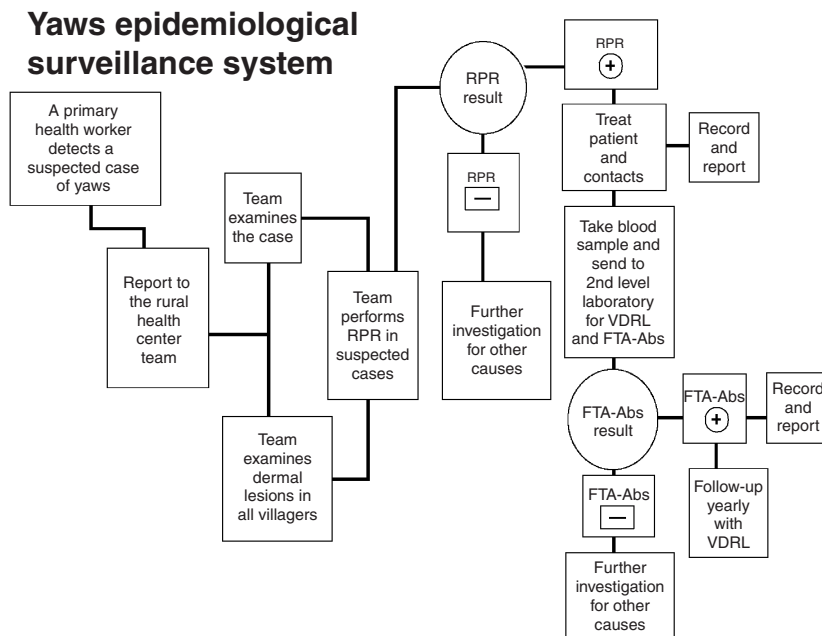 Yaws epidemiological
surveillance system
A primary
health worker
detects a
suspected case
of yaws
Report to
the rural
health
center
team
Team
examines
the case
Team
examines
dermal
lesions in
all villagers
Team
performs
RPR in
suspected
cases
RPR
result
RPR
+
RPR
—
Further
investigation
for other
causes
Treat
patient
and
contacts
Record
and
report
Take blood
sample and
send to
2nd level
laboratory
for VDRL
and FTA-Abs
FTA-Abs
result
FTA-Abs
+
Record
and
report
Follow-up
yearly
with
VDRL
FTA-Abs
—
Further
investigation
for other
causes